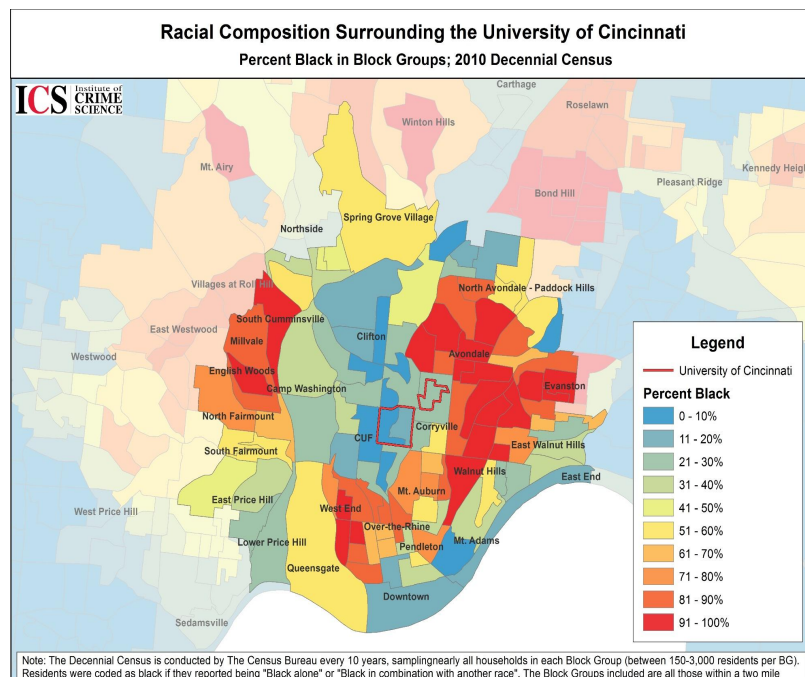 Racial Composition Surrounding the University of Cincinnati
Percent Black in Block Groups; 2010 Decennial Census
ICS Institute of
CRIME
SCIENCE
Carthage
Roselawn
Winton Hills
Mt. Airy
Kennedy Heigh
Pleasant Ridge
Bond Hill
Spring Grove Village
Northside
Villages at Roll Hill
North Avondale - Paddock Hills
South Cumminsville
East Westwood
Millvale
Clifton
Westwood
Avondale
English Woods
Camp Washington
Evanston
North Fairmount
Corryville
CUF
South Fairmount
East Walnut Hills
Walnut Hills
East End
East Price Hill
Mt. Auburn
West Price Hill
West End
Over-the-Rhine
Lower Price Hill
Mt. Adams
Pendleton
Queensgate
Downtown
Sedamsville
Legend
University of Cincinnati
Percent Black
0 - 10%
11 - 20%
21 - 30%
31 - 40%
41 - 50%
51 - 60%
61 - 70%
71 - 80%
81 - 90%
91 - 100%
Note: The Decennial Census is conducted by The Census Bureau every 10 years, samplingnearly all households in each Block Group (between 150-3,000 residents per BG).
Residents were coded as black if they reported being "Black alone" or "Black in combination with another race". The Block Groups included are all those within a two mile